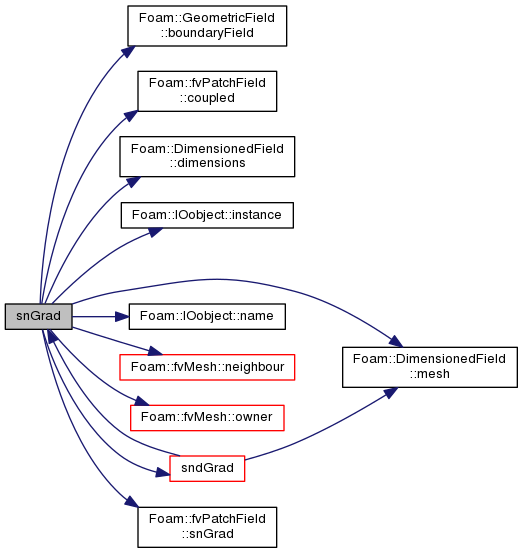 Foam::GeometricField
::boundaryField
Foam::fvPatchField
::coupled
Foam::DimensionedField
::dimensions
Foam::IOobject::instance
snGrad
Foam::IOobject::name
Foam::DimensionedField
::mesh
Foam::fvMesh::neighbour
Foam::fvMesh::owner
sndGrad
Foam::fvPatchField
::snGrad